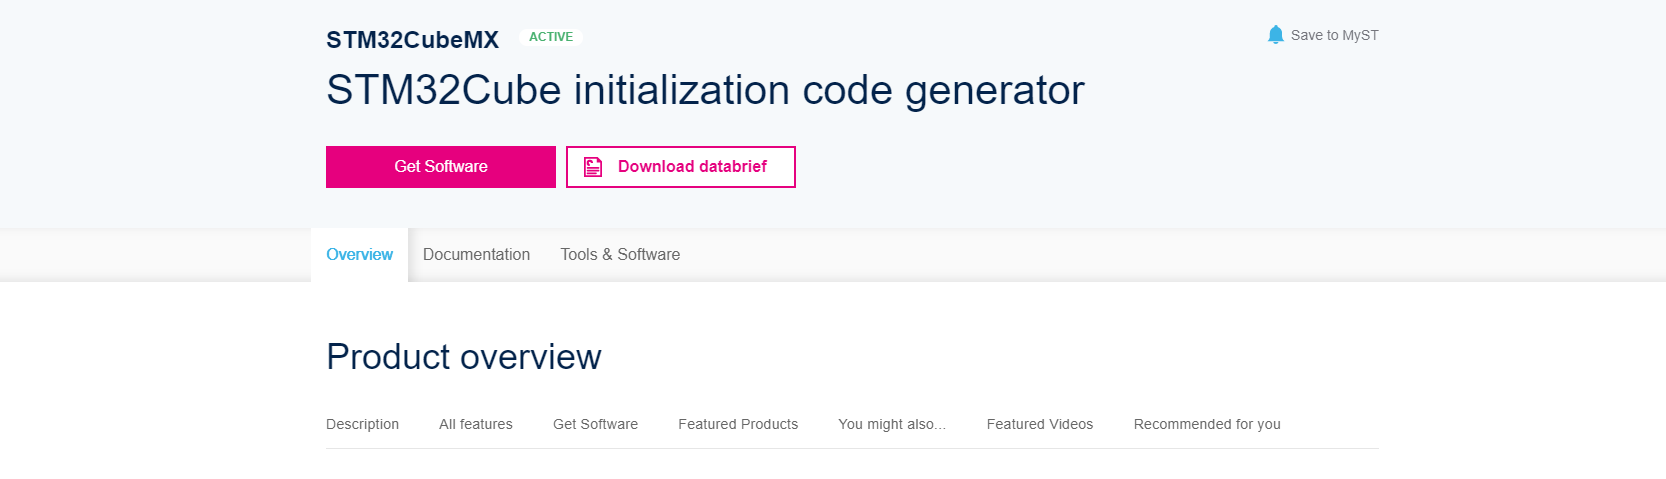 STM32CubeMX ACTIVE Save to MyST
STM32Cube initialization code generator
Get Software Download databrief
Overview Documentation Tools & Software
Product overview
Description All features Get Software Featured Products You might also... Featured Videos Recommended for you